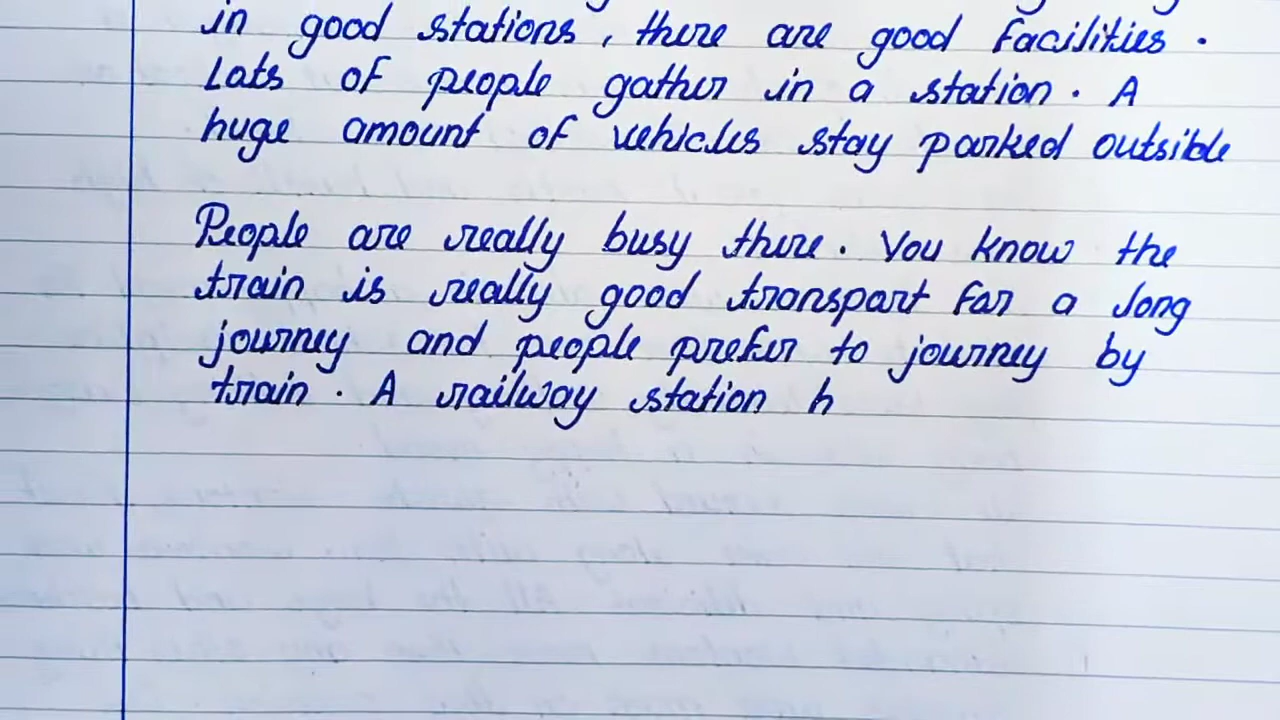 in good stations, there are good facilities.
Lots of people gather in a station. A
huge amount of vehicles stay parked outsible
People are really busy there. You know the
train is really good transport for a long
journey and people prefer to journey by
train. A railway station h